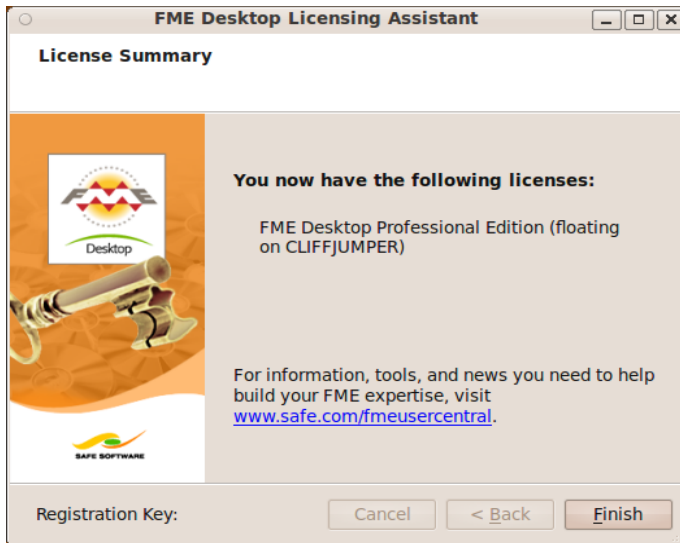 FME Desktop Licensing Assistant
License Summary
FME
Desktop
You now have the following licenses:
FME Desktop Professional Edition (floating
on CLIFFJUMPER)
For information, tools, and news you need to help
build your FME expertise, visit
www.safe.com/fmeusercentral.
SAFE SOFTWARE
Registration Key:
Cancel
< Back
Finish